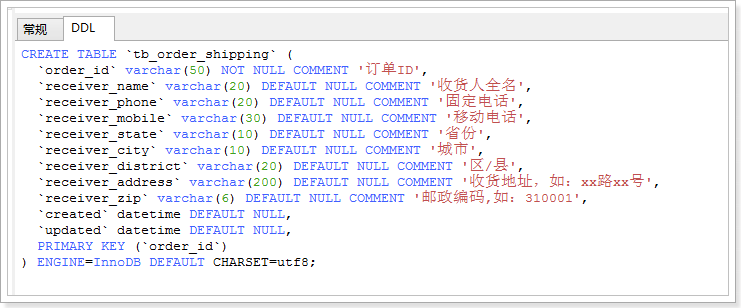 常规 DDL
CREATE TABLE `tb_order_shipping` (
  `order_id` varchar(50) NOT NULL COMMENT '订单ID',
  `receiver_name` varchar(20) DEFAULT NULL COMMENT '收货人全名',
  `receiver_phone` varchar(20) DEFAULT NULL COMMENT '固定电话',
  `receiver_mobile` varchar(30) DEFAULT NULL COMMENT '移动电话',
  `receiver_state` varchar(10) DEFAULT NULL COMMENT '省份',
  `receiver_city` varchar(10) DEFAULT NULL COMMENT '城市',
  `receiver_district` varchar(20) DEFAULT NULL COMMENT '区/县',
  `receiver_address` varchar(200) DEFAULT NULL COMMENT '收货地址，如：xx路xx号',
  `receiver_zip` varchar(6) DEFAULT NULL COMMENT '邮政编码,如：310001',
  `created` datetime DEFAULT NULL,
  `updated` datetime DEFAULT NULL,
  PRIMARY KEY (`order_id`)
) ENGINE=InnoDB DEFAULT CHARSET=utf8;